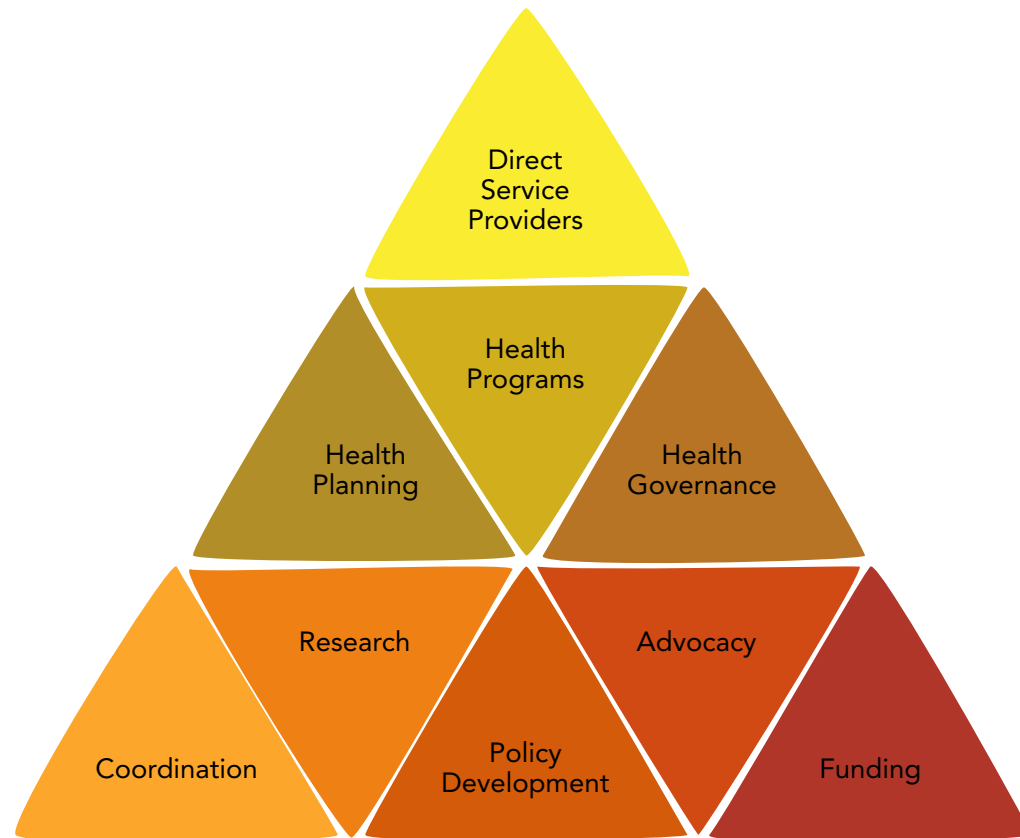 Direct
Service
Providers
Health
Programs
Health
Planning
Health
Governance
Research
Advocacy
Coordination
Policy
Development
Funding